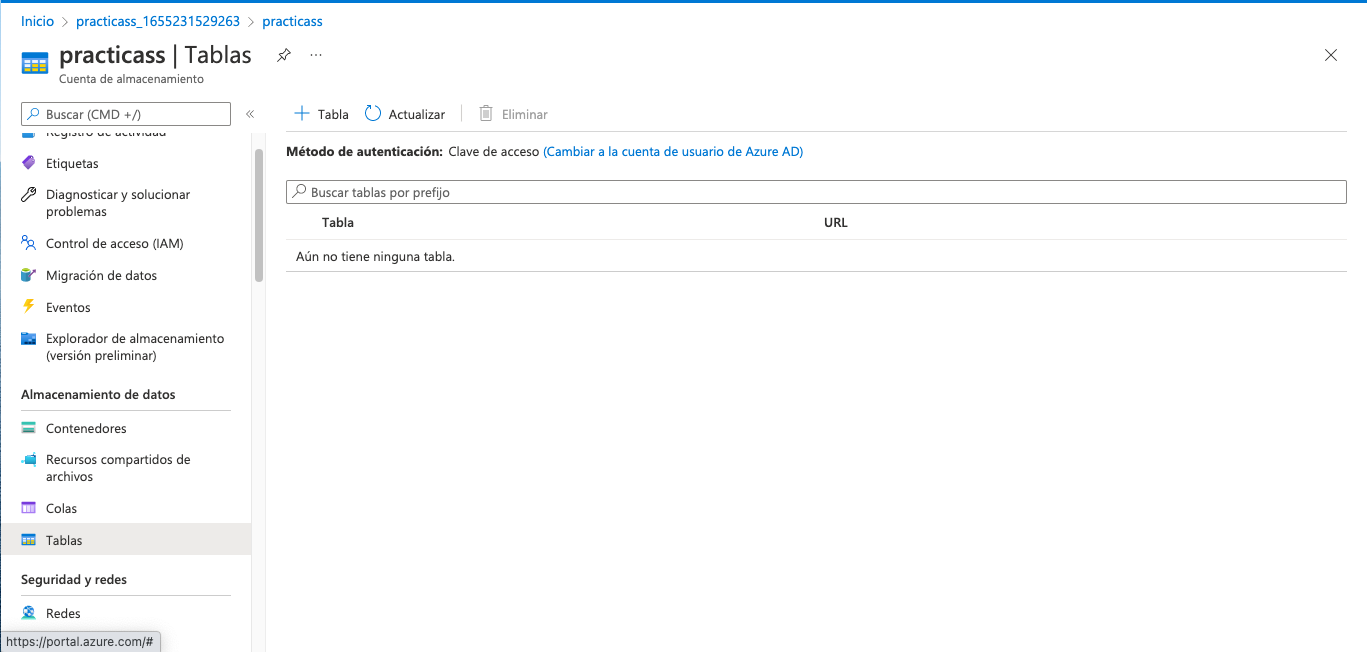 Inicio > practicass_1655231529263 > practicass
practicass | Tablas
Cuenta de almacenamiento
Buscar (CMD +/)
Registro de actividad
Etiquetas
Diagnosticar y solucionar
problemas
Control de acceso (IAM)
Migración de datos
Eventos
Explorador de almacenamiento
(versión preliminar)
Almacenamiento de datos
Contenedores
Recursos compartidos de
archivos
Colas
Tablas
Seguridad y redes
Redes
https://portal.azure.com/#
Tabla Actualizar Eliminar
Método de autenticación: Clave de acceso (Cambiar a la cuenta de usuario de Azure AD)
Buscar tablas por prefijo
Tabla URL
Aún no tiene ninguna tabla.